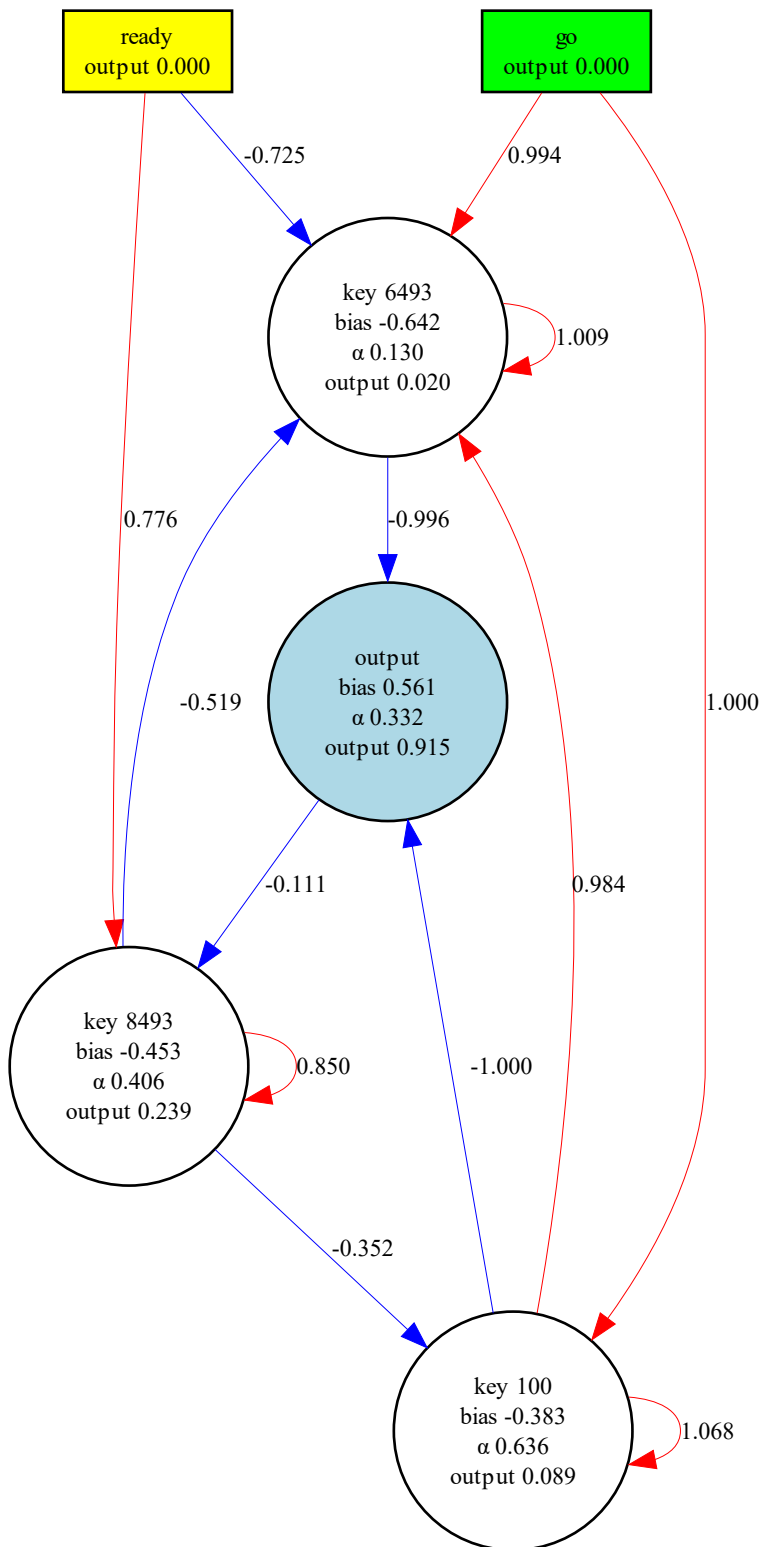 ready
output 0.000
go
output 0.000
-0.725
0.994
key 6493
bias -0.642
α 0.130
output 0.020
1.009
0.776
-0.996
output
bias 0.561
α 0.332
output 0.915
-0.519
1.000
-0.111
0.984
key 8493
bias -0.453
α 0.406
output 0.239
0.850
-1.000
-0.352
key 100
bias -0.383
α 0.636
output 0.089
1.068